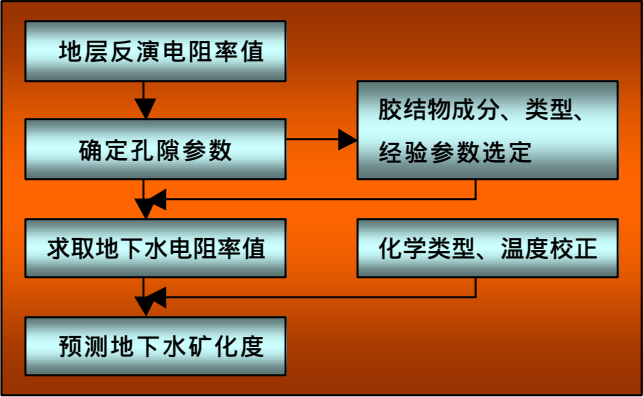 地层反演电阻率值
确定孔隙参数
胶结物成分、类型、
经验参数选定
求取地下水电阻率值
化学类型、温度校正
预测地下水矿化度